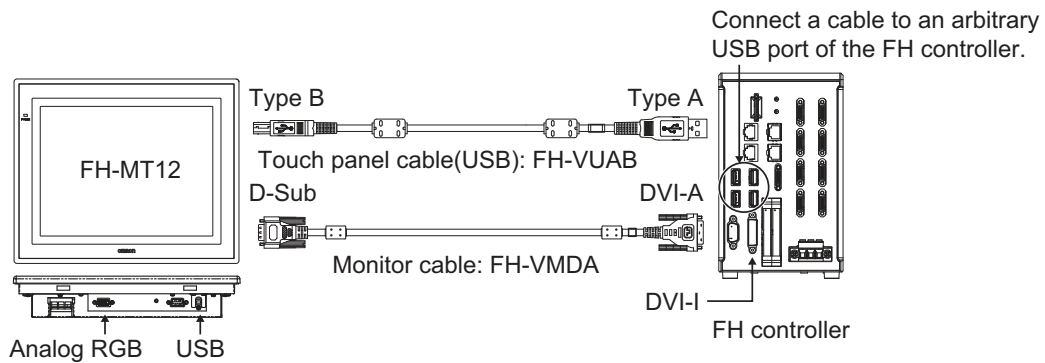 Connect a cable to an arbitrary
USB port of the FH controller.
Type B
Type A
FH-MT12
Touch panel cable(USB): FH-VUAB
D-Sub
DVI-A
Monitor cable: FH-VMDA
OMRON
DVI-I
FH controller
Analog RGB
USB